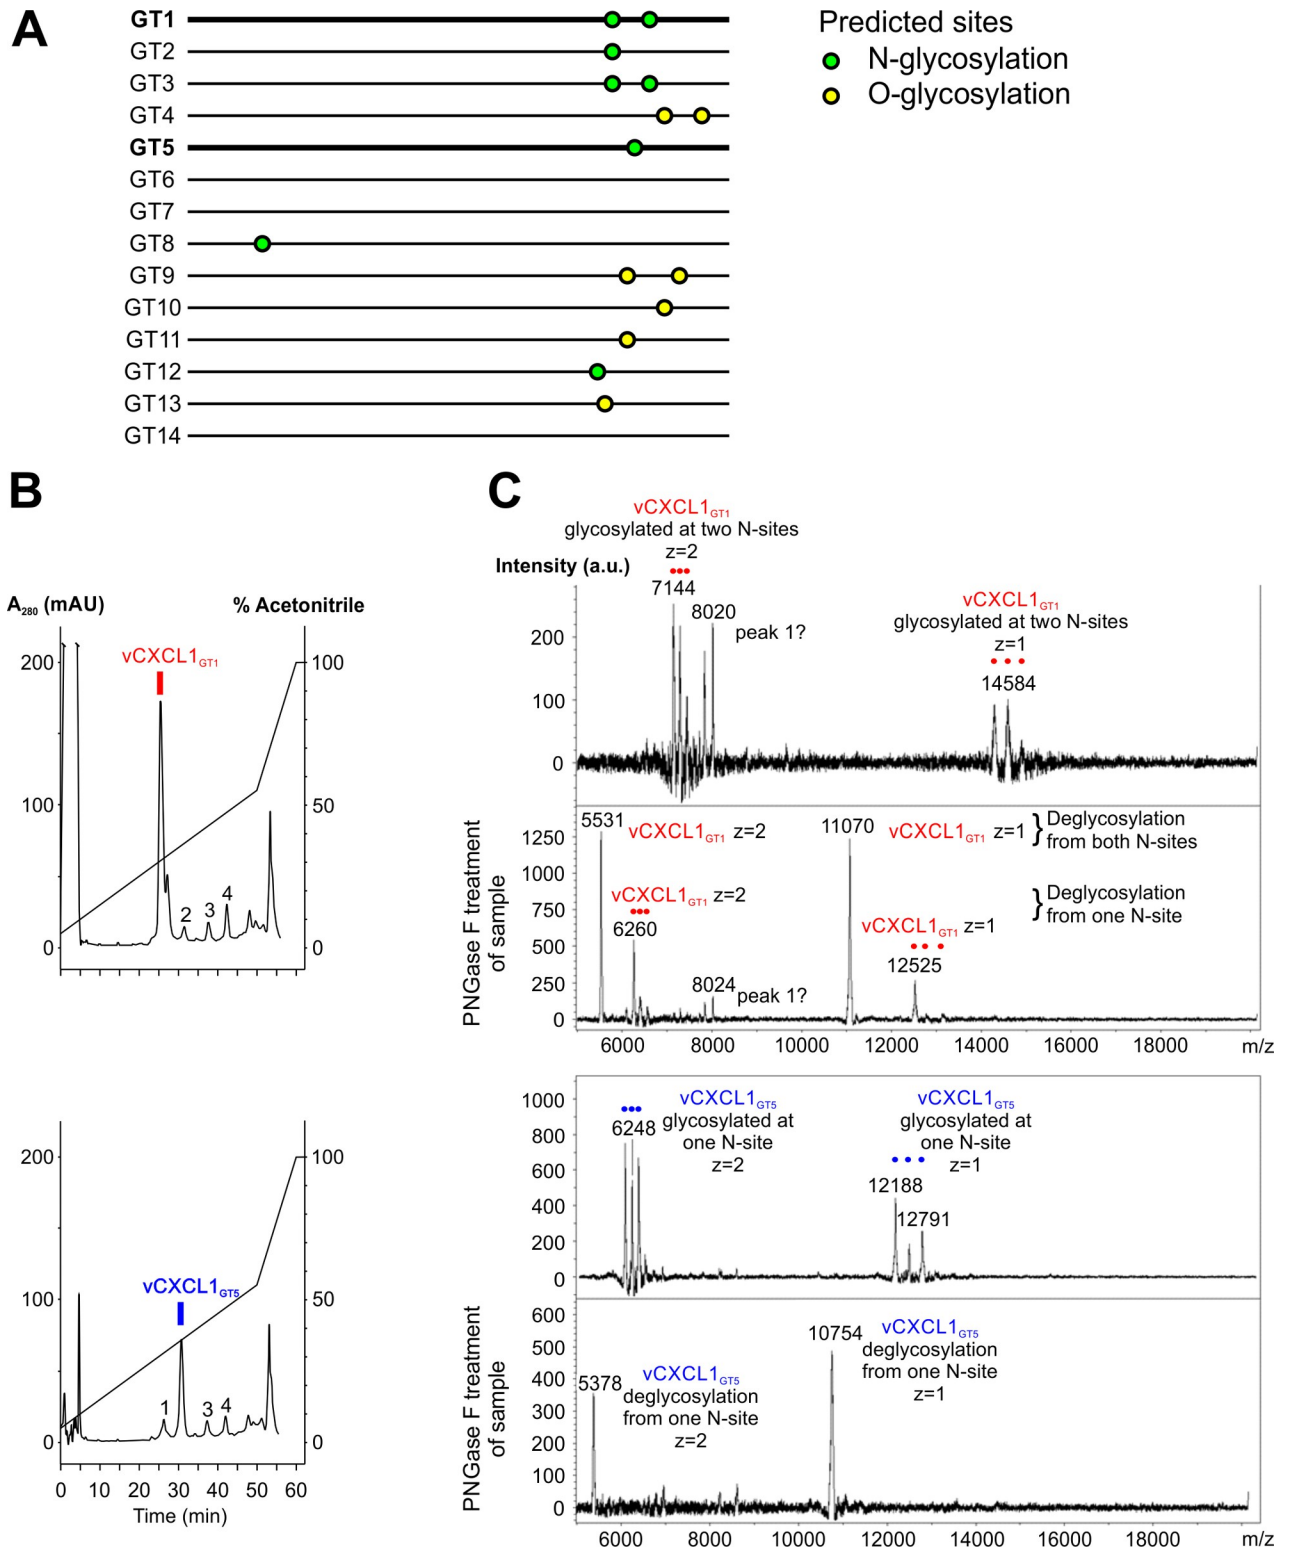 A
GT1
GT2
GT3
GT4
GT5
GT6
GT7
GT8
GT9
GT10
GT11
GT12
GT13
GT14
Predicted sites
N-glycosylation
O-glycosylation
B
A280 (mAU)
% Acetonitrile
200
100
0
100
50
0
vCXCL1GT1
2
3
4
200
100
0
100
50
0
vCXCL1GT5
1
3
4
0 10 20 30 40 50 60
Time (min)
C
vCXCL1GT1
glycosylated at two N-sites
z=2
Intensity (a.u.)
7144
8020
peak 1?
vCXCL1GT1
glycosylated at two N-sites
z=1
14584
200
100
0
PNGase F treatment
of sample
1250
1000
750
500
250
0
5531
vCXCL1GT1 z=2
11070
vCXCL1GT1 z=1
} Deglycosylation
from both N-sites
vCXCL1GT1 z=2
6260
} Deglycosylation
from one N-site
vCXCL1GT1 z=1
12525
8024
peak 1?
6000 8000 10000 12000 14000 16000 18000 m/z
1000
800
600
400
200
0
6248
vCXCL1GT5
glycosylated at
one N-site
z=2
vCXCL1GT5
glycosylated at
one N-site
z=1
12188
12791
PNGase F treatment
of sample
600
500
400
300
200
100
0
5378
vCXCL1GT5
deglycosylation
from one N-site
z=2
10754
vCXCL1GT5
deglycosylation
from one N-site
z=1
6000 8000 10000 12000 14000 16000 18000 m/z